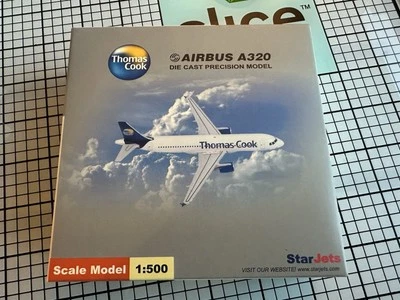 slice™
Thomas
Cook
AIRBUS A320
DIE CAST PRECISION MODEL
Thomas Cook
StarJets
Scale Model 1:500
VISIT OUR WEBSITE! www.starjets.com